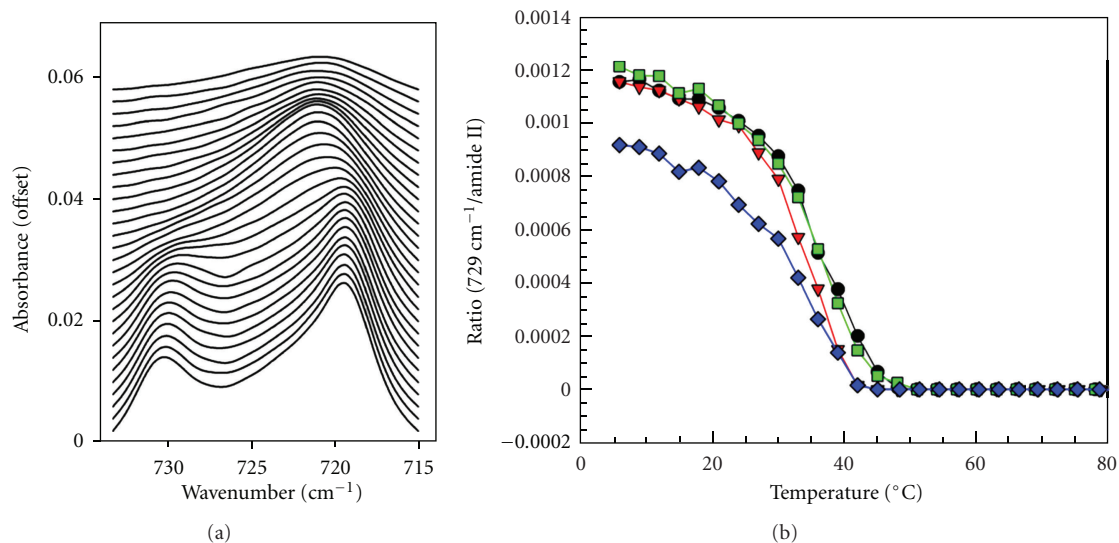 0.06
0.04
0.02
0
Absorbance (offset)
730 725 720 715
Wavenumber (cm−1)
(a)
0.0014
0.0012
0.001
0.0008
0.0006
0.0004
0.0002
0
−0.0002
Ratio (729 cm−1/amide II)
0 20 40 60 80
Temperature (°C)
(b)